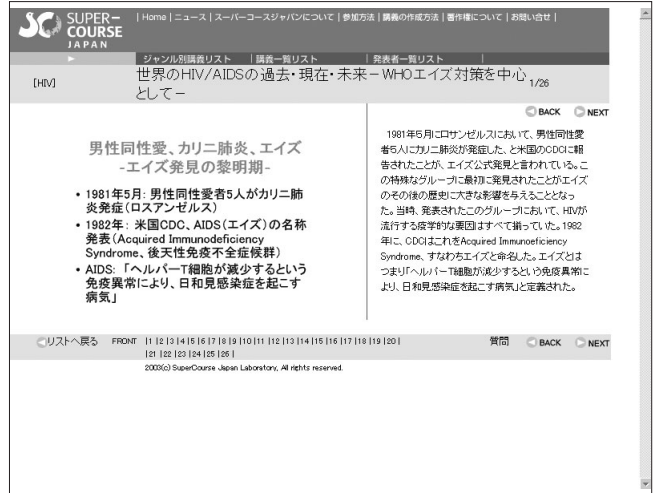 SUPER-
COURSE
JAPAN
| Home | ニュース | スーパーコースジャパンについて | 参加方法 | 講義の作成方法 | 著作権について | お問い合せ |
ジャンル別講義リスト | 講義一覧リスト | 発表者一覧リスト |
[HIV]
世界のHIV/AIDSの過去・現在・未来－WHOエイズ対策を中心
として－
1/26
BACK NEXT
男性同性愛、カリニ肺炎、エイズ
-エイズ発見の黎明期-
• 1981年5月: 男性同性愛者5人がカリニ肺
炎発症（ロスアンゼルス）
• 1982年: 米国CDC、AIDS（エイズ）の名称
発表（Acquired Immunodeficiency
Syndrome、後天性免疫不全症候群）
• AIDS: 「ヘルパーT細胞が減少するという
免疫異常により、日和見感染症を起こす
病気」
1981年5月にロサンゼルスにおいて、男性同性愛
者5人にカリニ肺炎が発症した、と米国のCDCに報
告されたことが、エイズ公式発見と言われている。こ
の特殊なグループに最初に発見されたことがエイズ
のその後の歴史に大きな影響を与えることとなっ
た。当時、発表されたこのグループにおいて、HIVが
流行する疫学的な要因はすべて揃っていた。1982
年に、CDCはこれをAcquired Immunoeficiency
Syndrome、すなわちエイズと命名した。エイズとは
つまり「ヘルパーT細胞が減少するという免疫異常に
より、日和見感染症を起こす病気」と定義された。
リストへ戻る FRONT |1 |2 |3 |4 |5 |6 |7 |8 |9 |10 |11 |12 |13 |14 |15 |16 |17 |18 |19 |20 |
|21 |22 |23 |24 |25 |26 |
質問 BACK NEXT
2003(c) SuperCourse Japan Laboratory, All rights reserved.